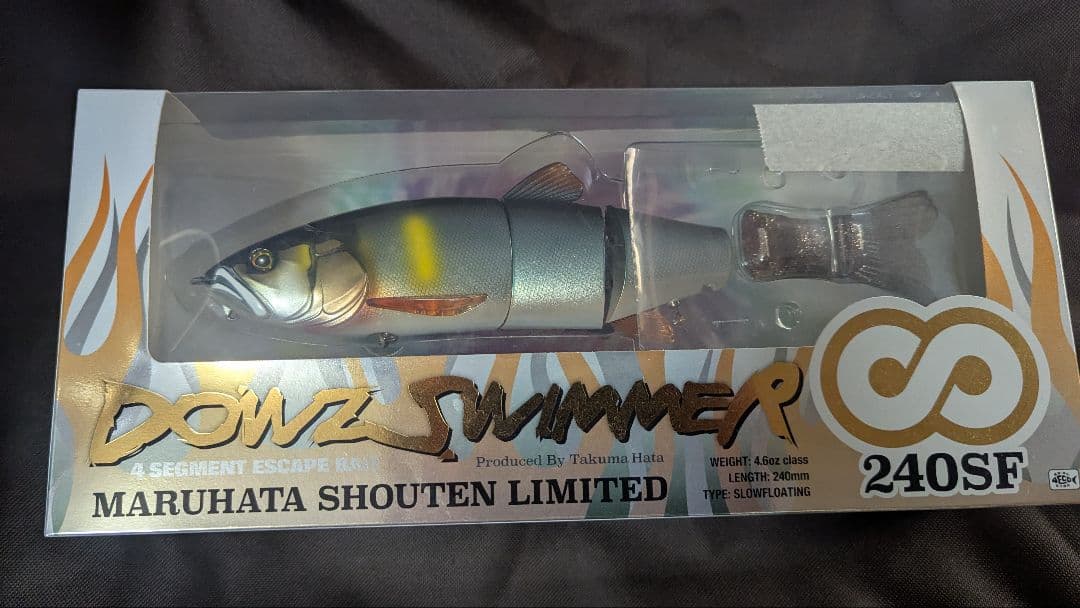 DOWZ SWIMMER
4 SEGMENT ESCAPE BAIT
Produced By Takuma Hata
MARUHATA SHOUTEN LIMITED
WEIGHT: 4.6oz class
LENGTH: 240mm
TYPE: SLOWFLOATING
240SF